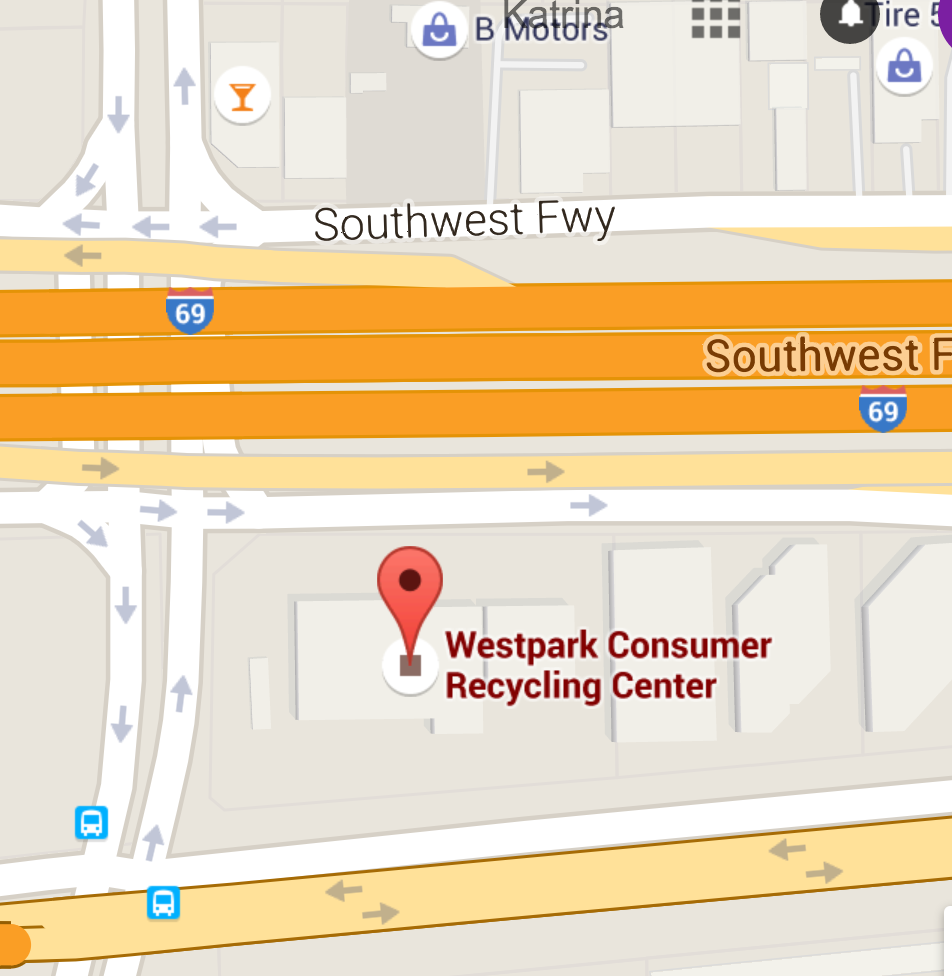 Katrina
B Motors
Tire 5
Southwest Fwy
69
Southwest F
69
Westpark Consumer
Recycling Center